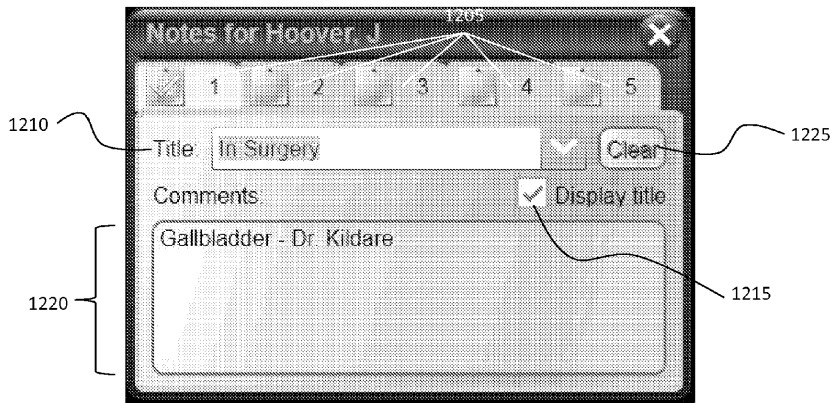 1205
Notes for Hoover, J
1 2 3 4 5
1210
1225
Title: In Surgery Clear
Comments Display title
Gallbladder - Dr. Kildare
1220
1215